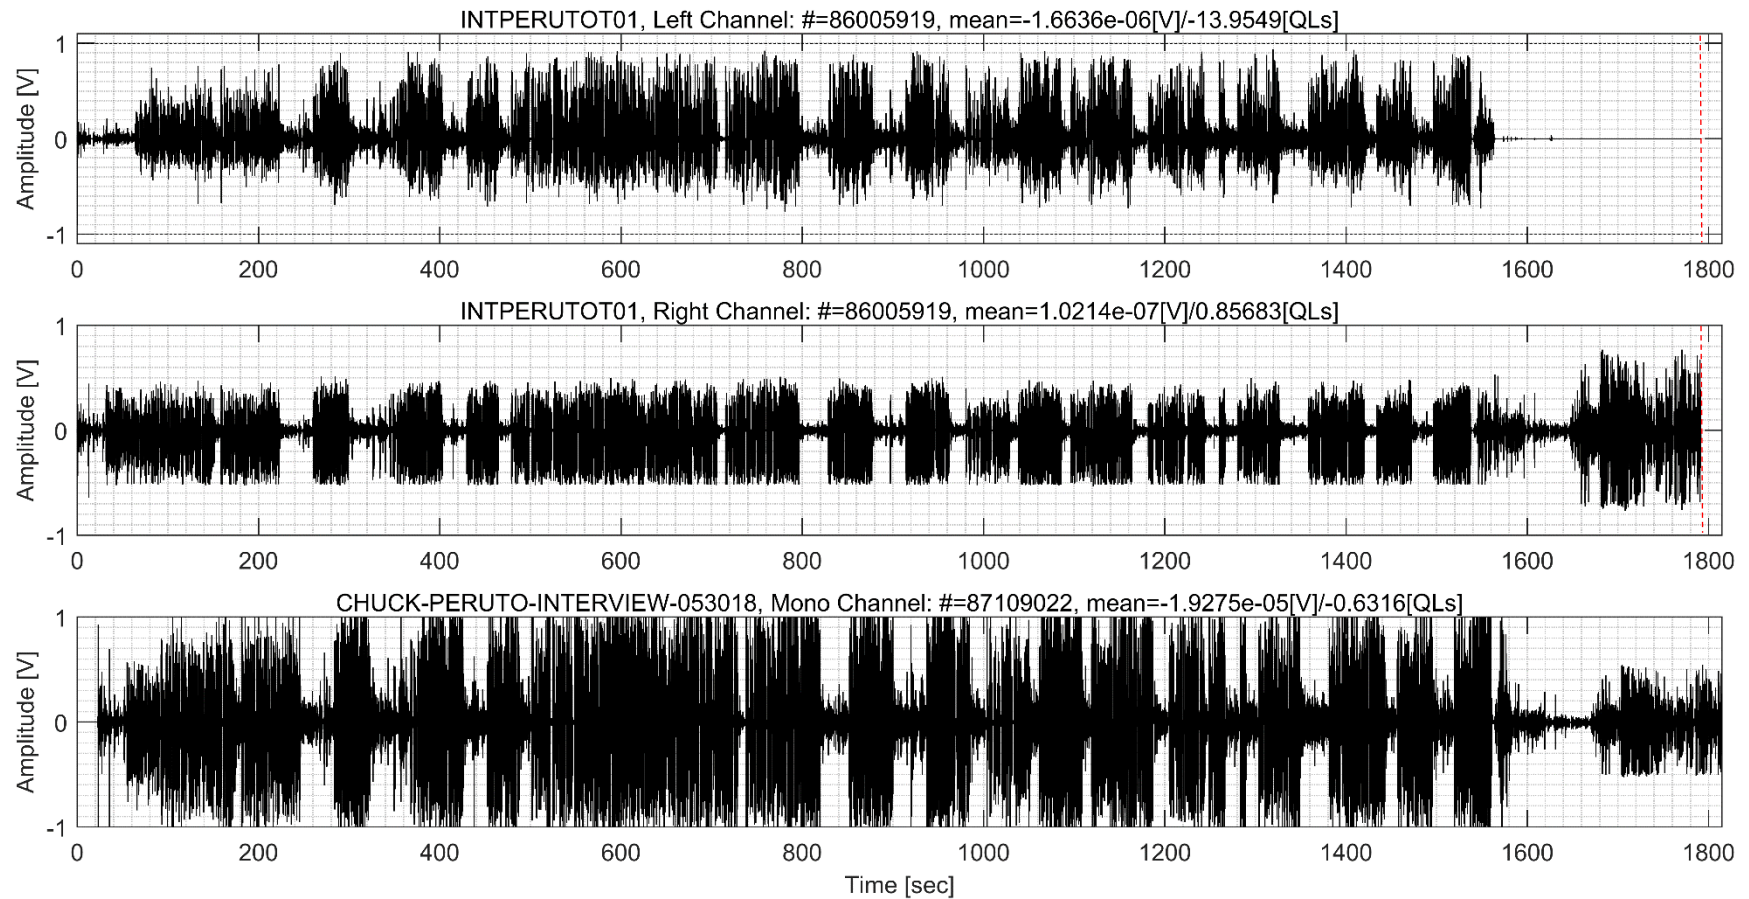 INTPERUTOT01, Left Channel: #=86005919, mean=-1.6636e-06[V]/-13.9549[QLs]
1
0
-1
Amplitude [V]
0 200 400 600 800 1000 1200 1400 1600 1800
INTPERUTOT01, Right Channel: #=86005919, mean=1.0214e-07[V]/0.85683[QLs]
1
0
-1
Amplitude [V]
0 200 400 600 800 1000 1200 1400 1600 1800
CHUCK-PERUTO-INTERVIEW-053018, Mono Channel: #=87109022, mean=-1.9275e-05[V]/-0.6316[QLs]
1
0
-1
Amplitude [V]
0 200 400 600 800 1000 1200 1400 1600 1800
Time [sec]